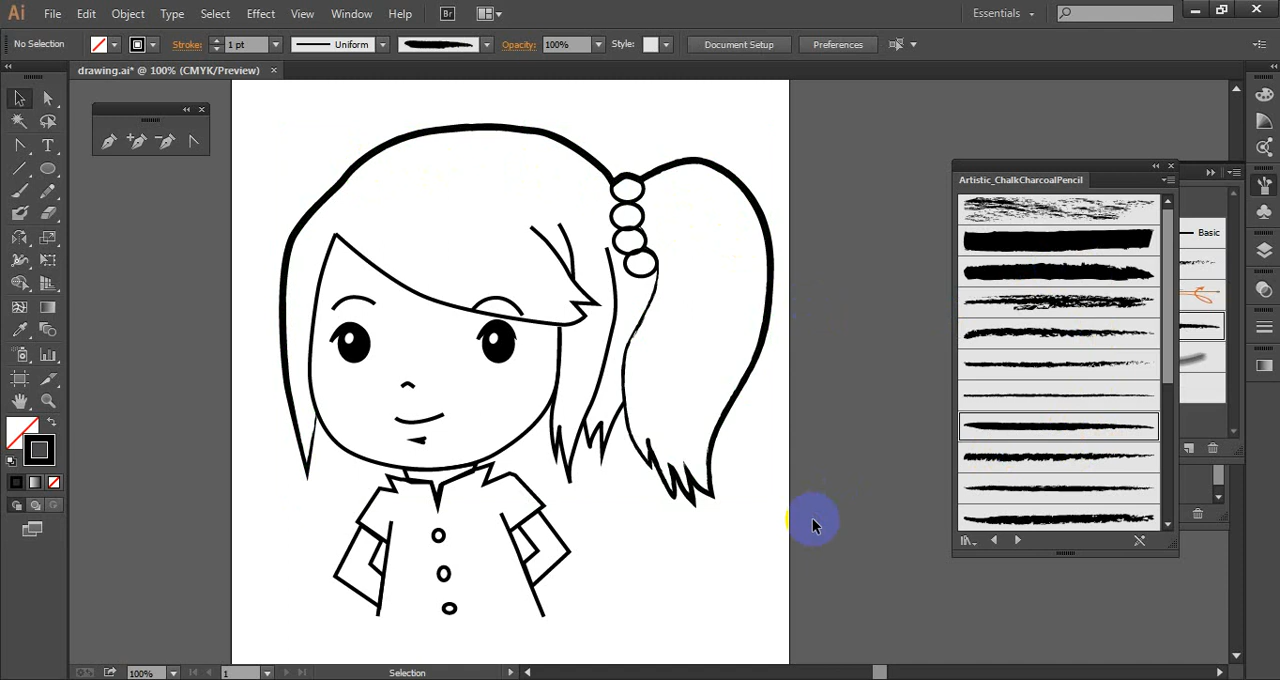 Ai File Edit Object Type Select Effect View Window Help Br Essentials
No Selection Stroke: 1 pt Uniform Opacity: 100% Style: Document Setup Preferences
drawing.ai* @ 100% (CMYK/Preview)
Artistic_ChalkCharcoalPencil
Basic
100% 1 Selection